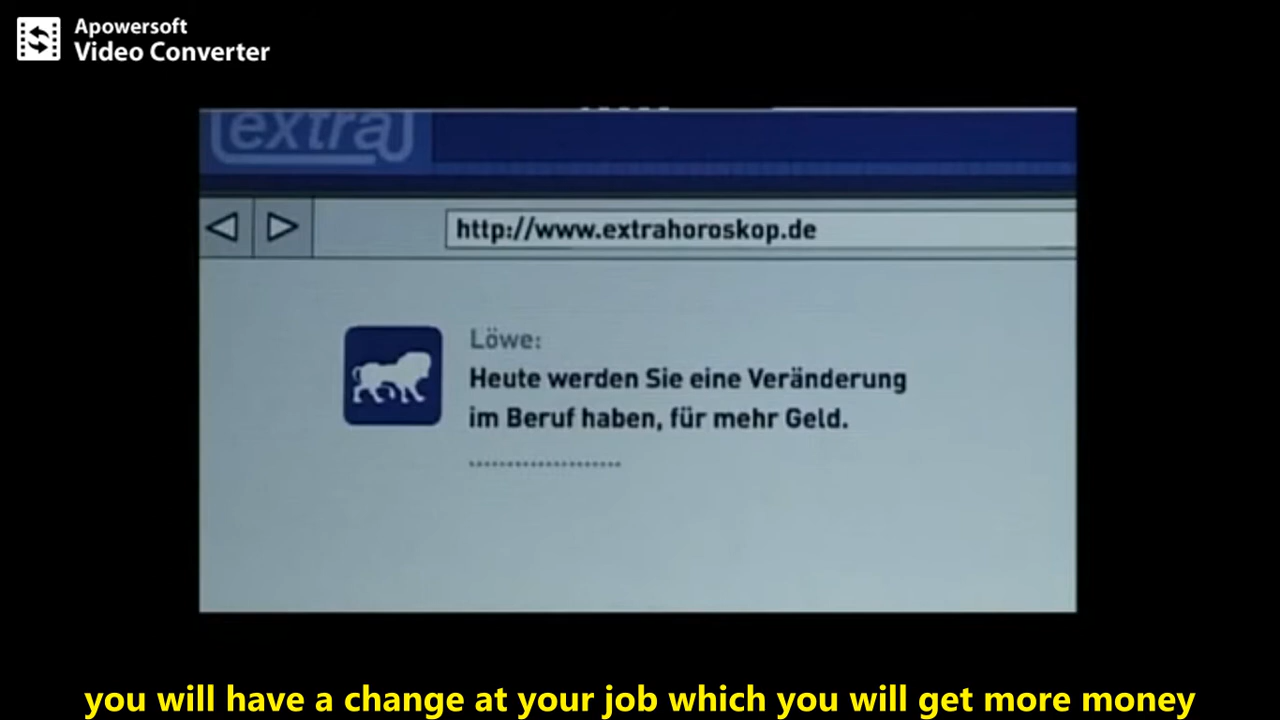 Apowersoft
Video Converter
extra
http://www.extrahoroskop.de
Löwe:
Heute werden Sie eine Veränderung
im Beruf haben, für mehr Geld.
you will have a change at your job which you will get more money